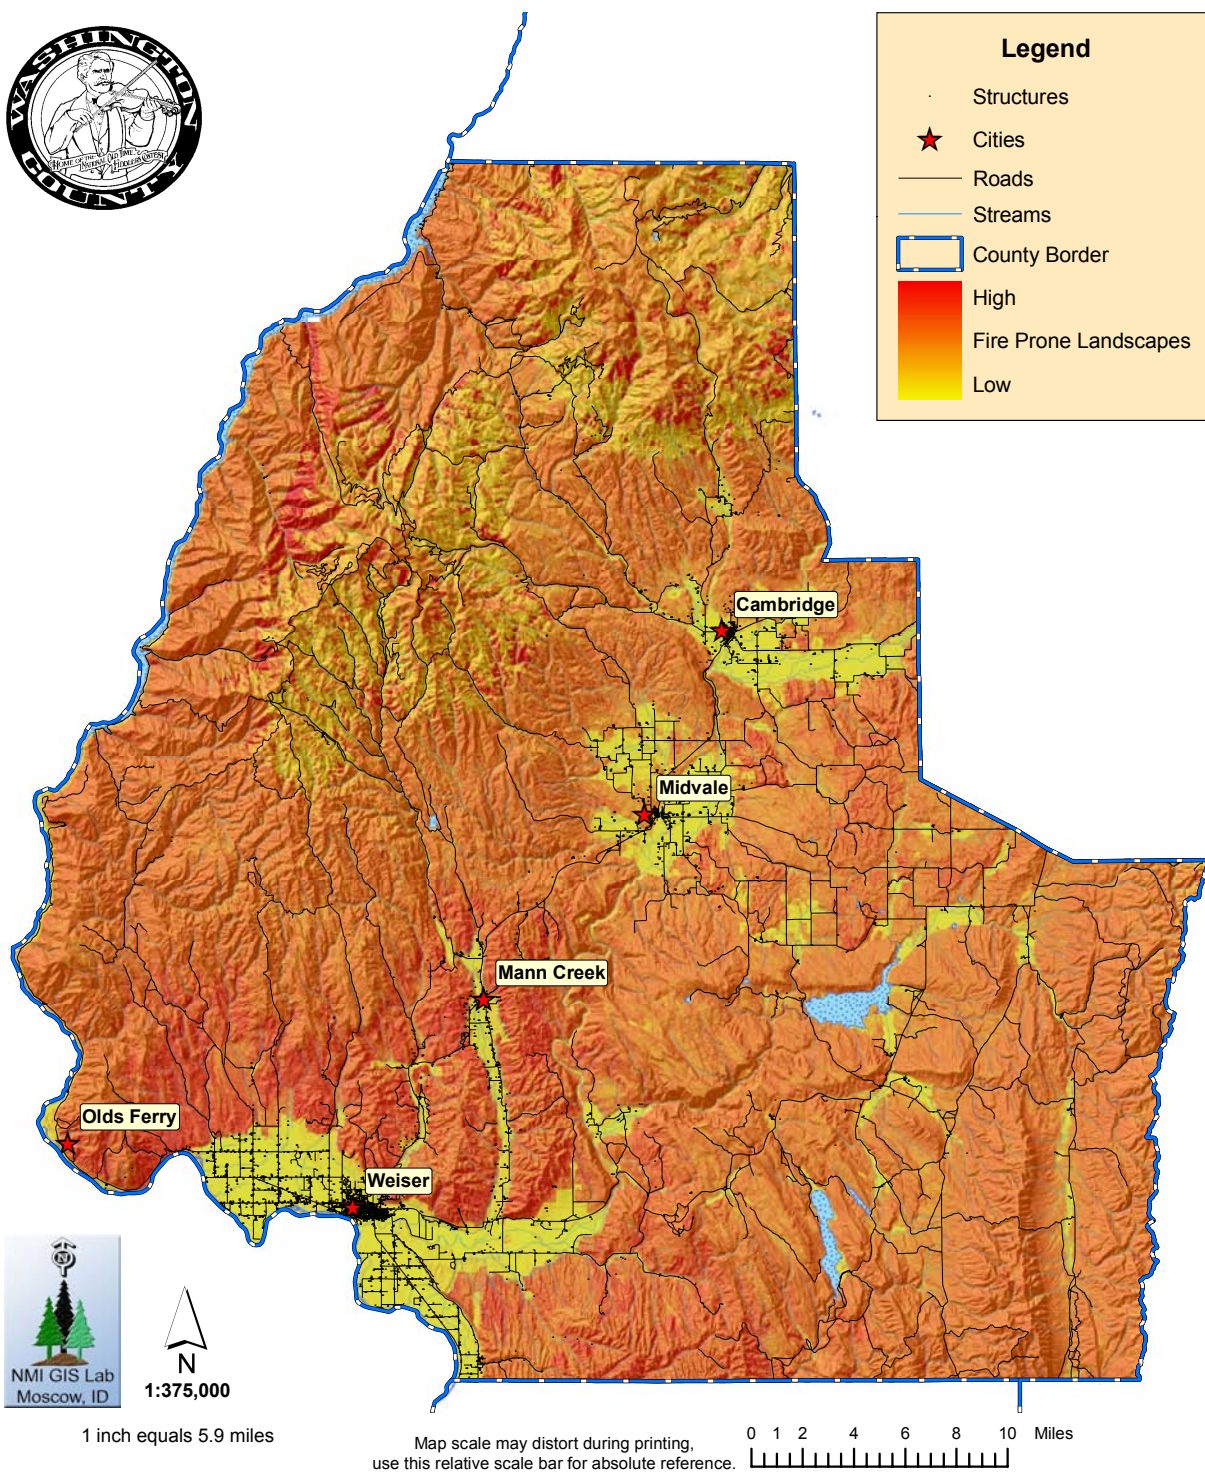 WASHINGTON
HOME OF THE
NATIONAL OLD TIME
FIDDLERS CONTEST
COUNTY
Legend
Structures
Cities
Roads
Streams
County Border
High
Fire Prone Landscapes
Low
Cambridge
Midvale
Mann Creek
Olds Ferry
Weiser
N
NMI GIS Lab
Moscow, ID
N
1:375,000
1 inch equals 5.9 miles
Map scale may distort during printing,
use this relative scale bar for absolute reference.
0 1 2 4 6 8 10 Miles